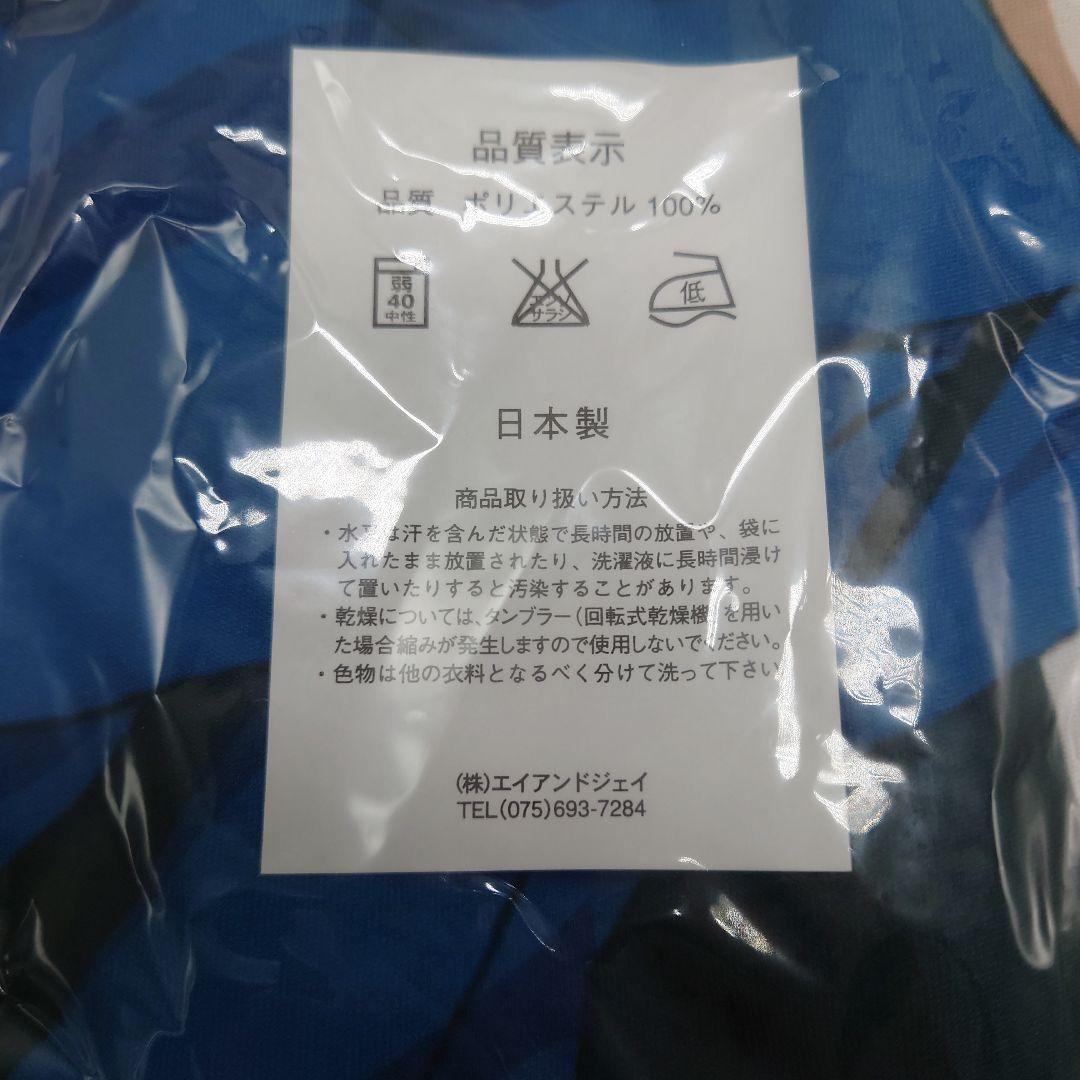 品質表示
品質 ポリエステル 100%
弱
40
中性
エンソ
サラシ
低
日本製
商品取り扱い方法
・水又は汗を含んだ状態で長時間の放置や、袋に
入れたまま放置されたり、洗濯液に長時間浸け
て置いたりすると汚染することがあります。
・乾燥については、タンブラー(回転式乾燥機)を用い
た場合縮みが発生しますので使用しないでください。
・色物は他の衣料となるべく分けて洗って下さい
(株)エイアンドジェイ
TEL(075)693-7284